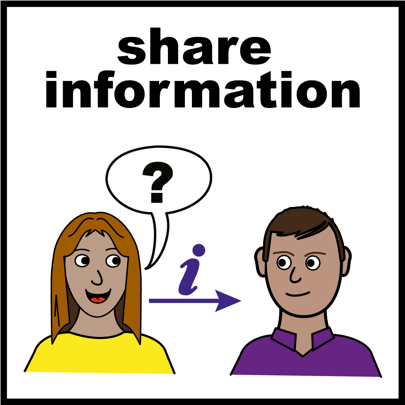 share
information
?
i